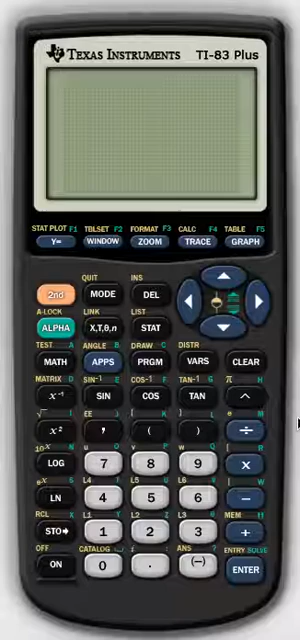 TEXAS INSTRUMENTS TI-83 Plus
STAT PLOT F1 TBLSET F2 FORMAT F3 CALC F4 TABLE F5
Y= WINDOW ZOOM TRACE GRAPH
QUIT INS
2nd MODE DEL
A-LOCK LINK LIST
ALPHA X,T,θ,n STAT
TEST A ANGLE B DRAW C DISTR
MATH APPS PRGM VARS CLEAR
MATRIX D SIN⁻¹ E COS⁻¹ F TAN⁻¹ G π H
x⁻¹ SIN COS TAN ^
√ I EE J { K } L e M
x² , ( ) ÷
10ˣ N u O v P w Q [ R
LOG 7 8 9 x
eˣ S L4 T L5 U L6 V ] W
LN 4 5 6 −
RCL X L1 Y L2 Z L3 θ MEM "
STO➔ 1 2 3 +
OFF CATALOG i : ANS ? ENTRY SOLVE
ON 0 . (−) ENTER